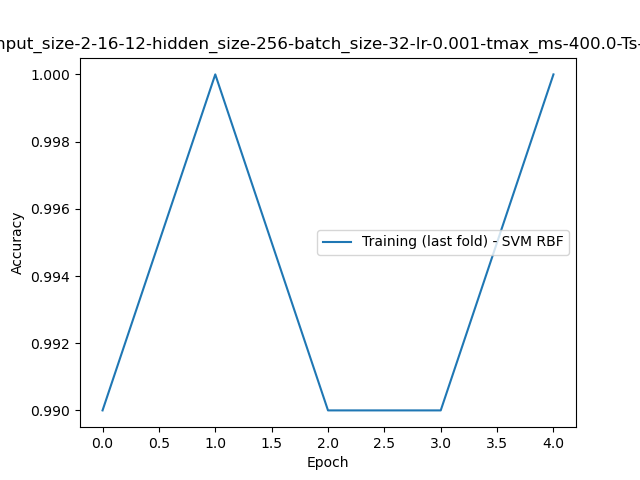 nput_size-2-16-12-hidden_size-256-batch_size-32-lr-0.001-tmax_ms-400.0-Ts-
1.000
0.998
0.996
0.994
0.992
0.990
Accuracy
Training (last fold) - SVM RBF
0.0 0.5 1.0 1.5 2.0 2.5 3.0 3.5 4.0
Epoch